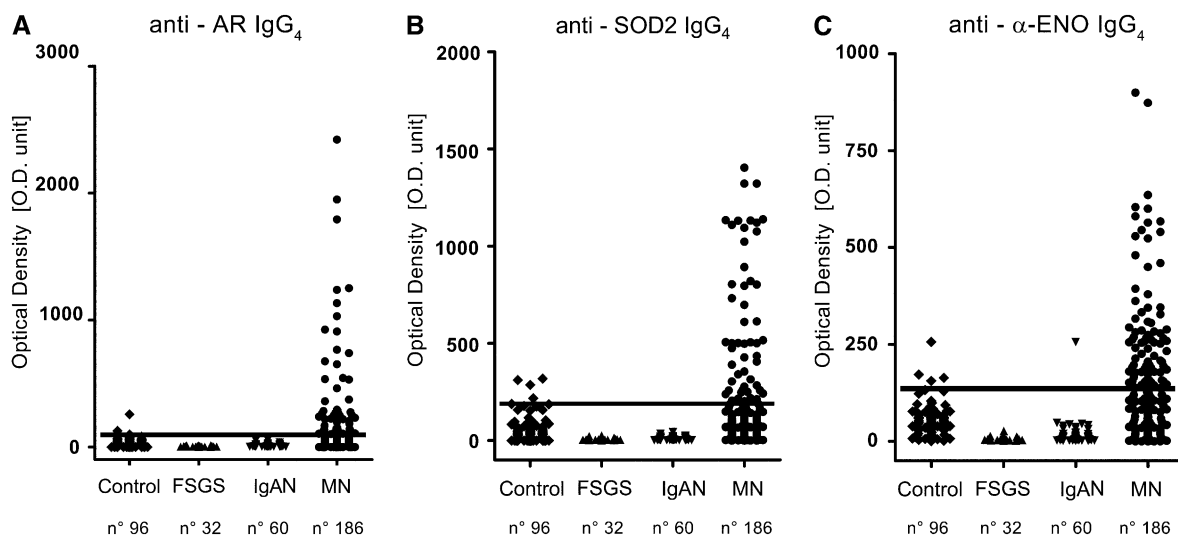 A
anti - AR IgG4
Optical Density [O.D. unit]
3000
2000
1000
0
Control FSGS IgAN MN
n° 96 n° 32 n° 60 n° 186
B
anti - SOD2 IgG4
Optical Density [O.D. unit]
2000
1500
1000
500
0
Control FSGS IgAN MN
n° 96 n° 32 n° 60 n° 186
C
anti - α-ENO IgG4
Optical Density [O.D. unit]
1000
750
500
250
0
Control FSGS IgAN MN
n° 96 n° 32 n° 60 n° 186